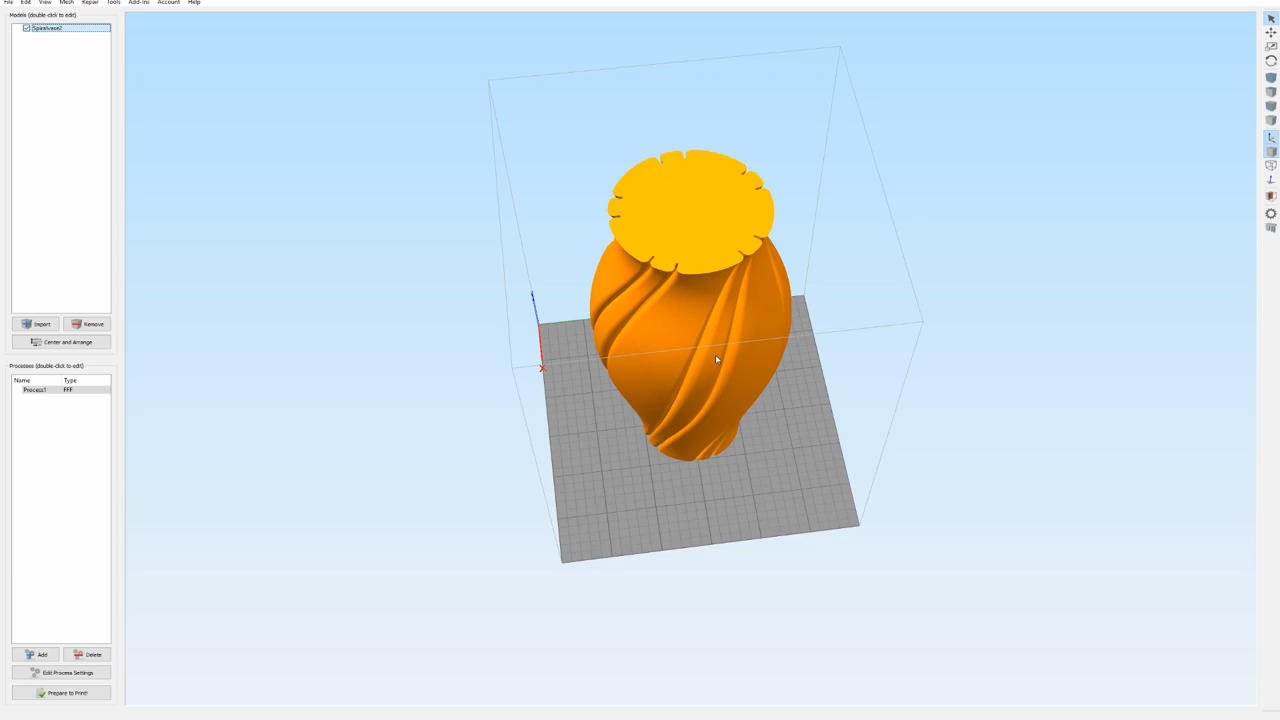 File Edit View Mesh Repair Tools Add-Ins Account Help
Models (double-click to edit)
Spiralvase2
Import Remove
Center and Arrange
Processes (double-click to edit)
Name Type
Process1 FFF
Add Delete
Edit Process Settings
Prepare to Print!
X